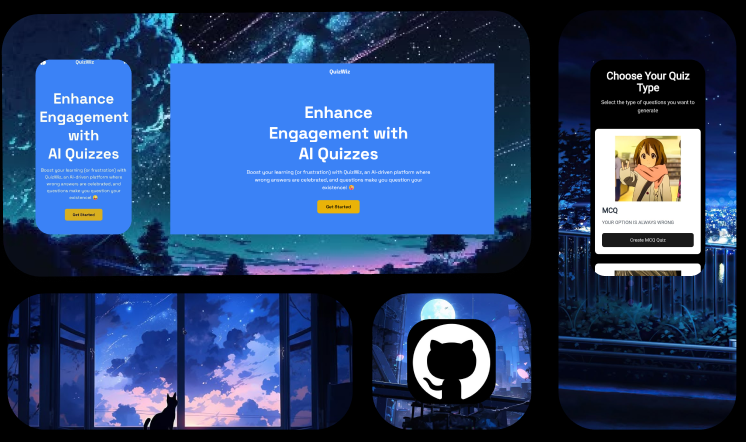 QuizWiz
Enhance
Engagement
with
AI Quizzes
Boost your learning (or frustration) with
QuizWiz, an AI-driven platform where
wrong answers are celebrated, and
questions make you question your
existence! 😜
Get Started
QuizWiz
Enhance
Engagement with
AI Quizzes
Boost your learning (or frustration) with QuizWiz, an AI-driven platform where
wrong answers are celebrated, and questions make you question your
existence! 😜
Get Started
Choose Your Quiz
Type
Select the type of questions you want to
generate
MCQ
YOUR OPTION IS ALWAYS WRONG
Create MCQ Quiz